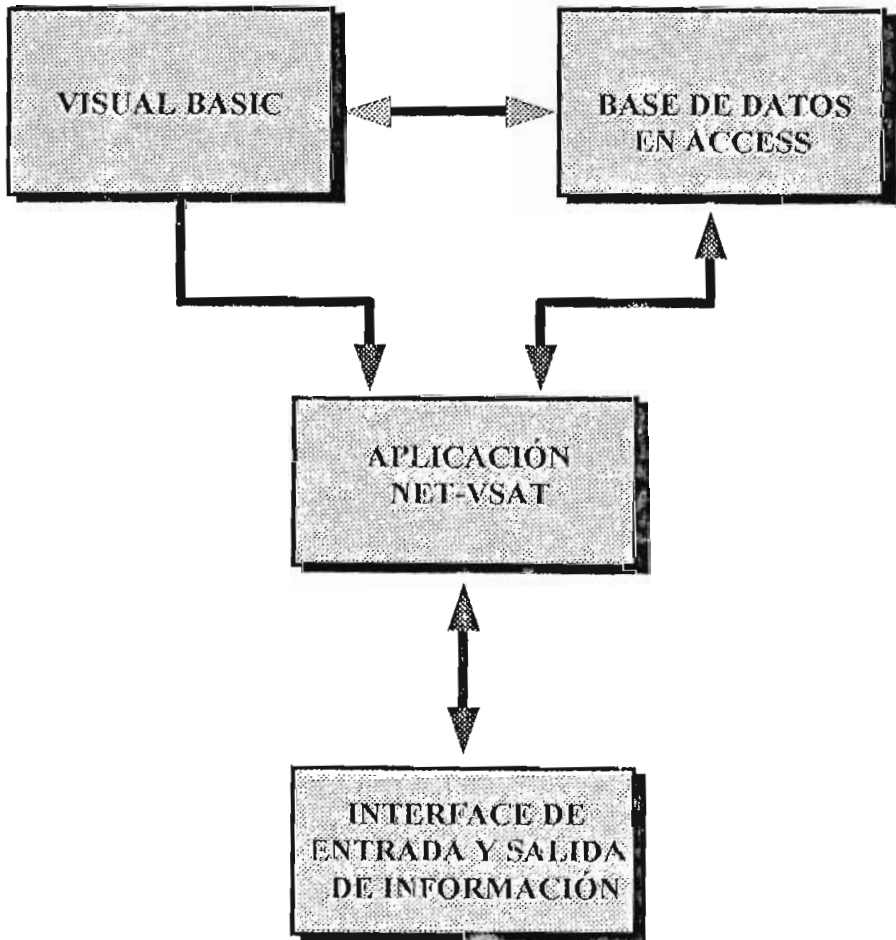 VISUAL BASIC
BASE DE DATOS
EN ACCESS
APLICACIÓN
NET-VSAT
INTERFACE DE
ENTRADA Y SALIDA
DE INFORMACIÓN